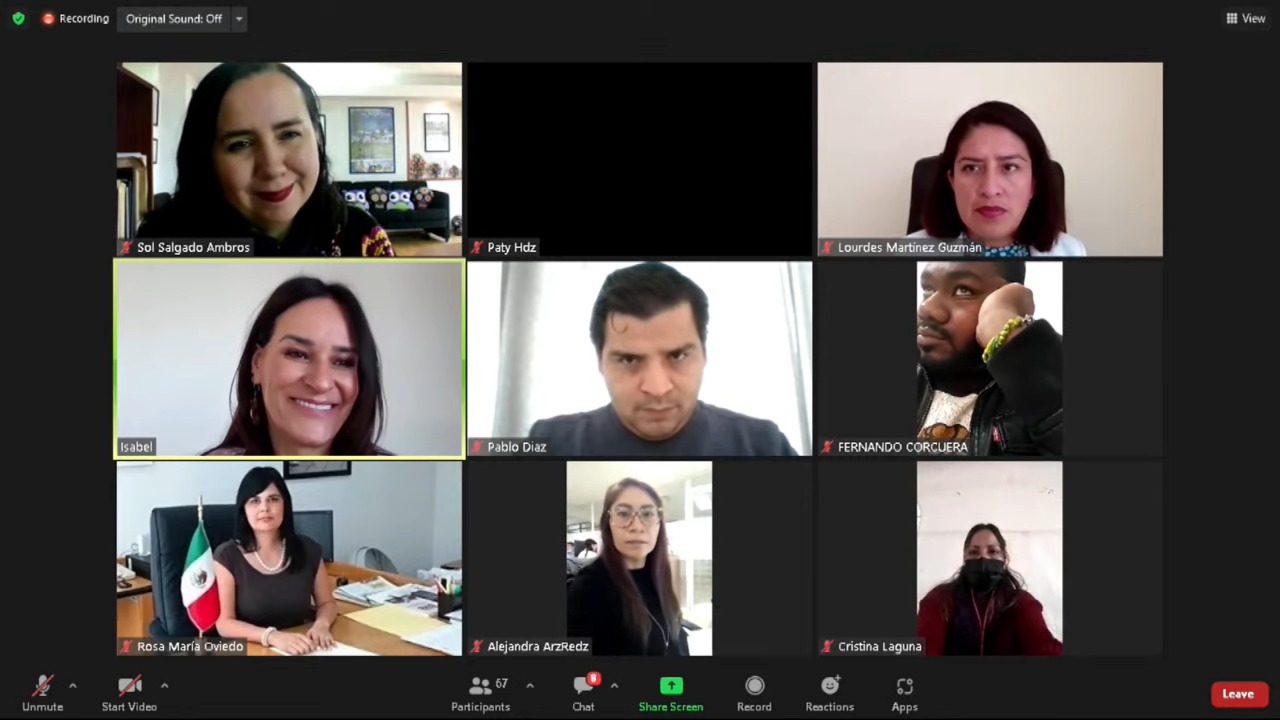 Recording
Original Sound: Off
View
Sol Salgado Ambros
Paty Hdz
Lourdes Martínez Guzmán
Isabel
Pablo Diaz
FERNANDO CORCUERA
Rosa María Oviedo
Alejandra ArzRedz
Cristina Laguna
Unmute
Start Video
67
Participants
8
Chat
Share Screen
Record
Reactions
Apps
Leave